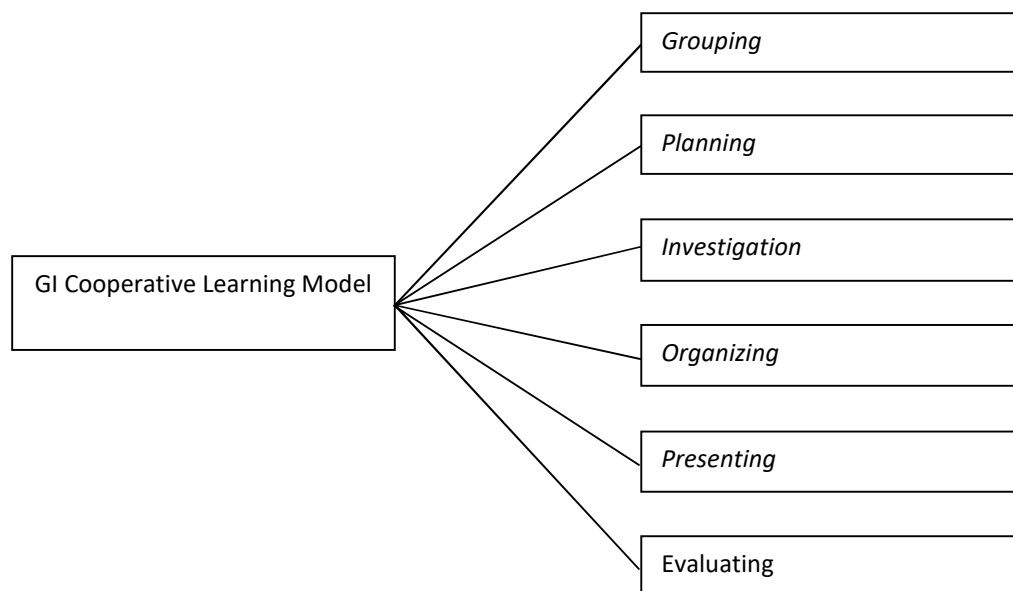 Grouping
Planning
Investigation
GI Cooperative Learning Model
Organizing
Presenting
Evaluating